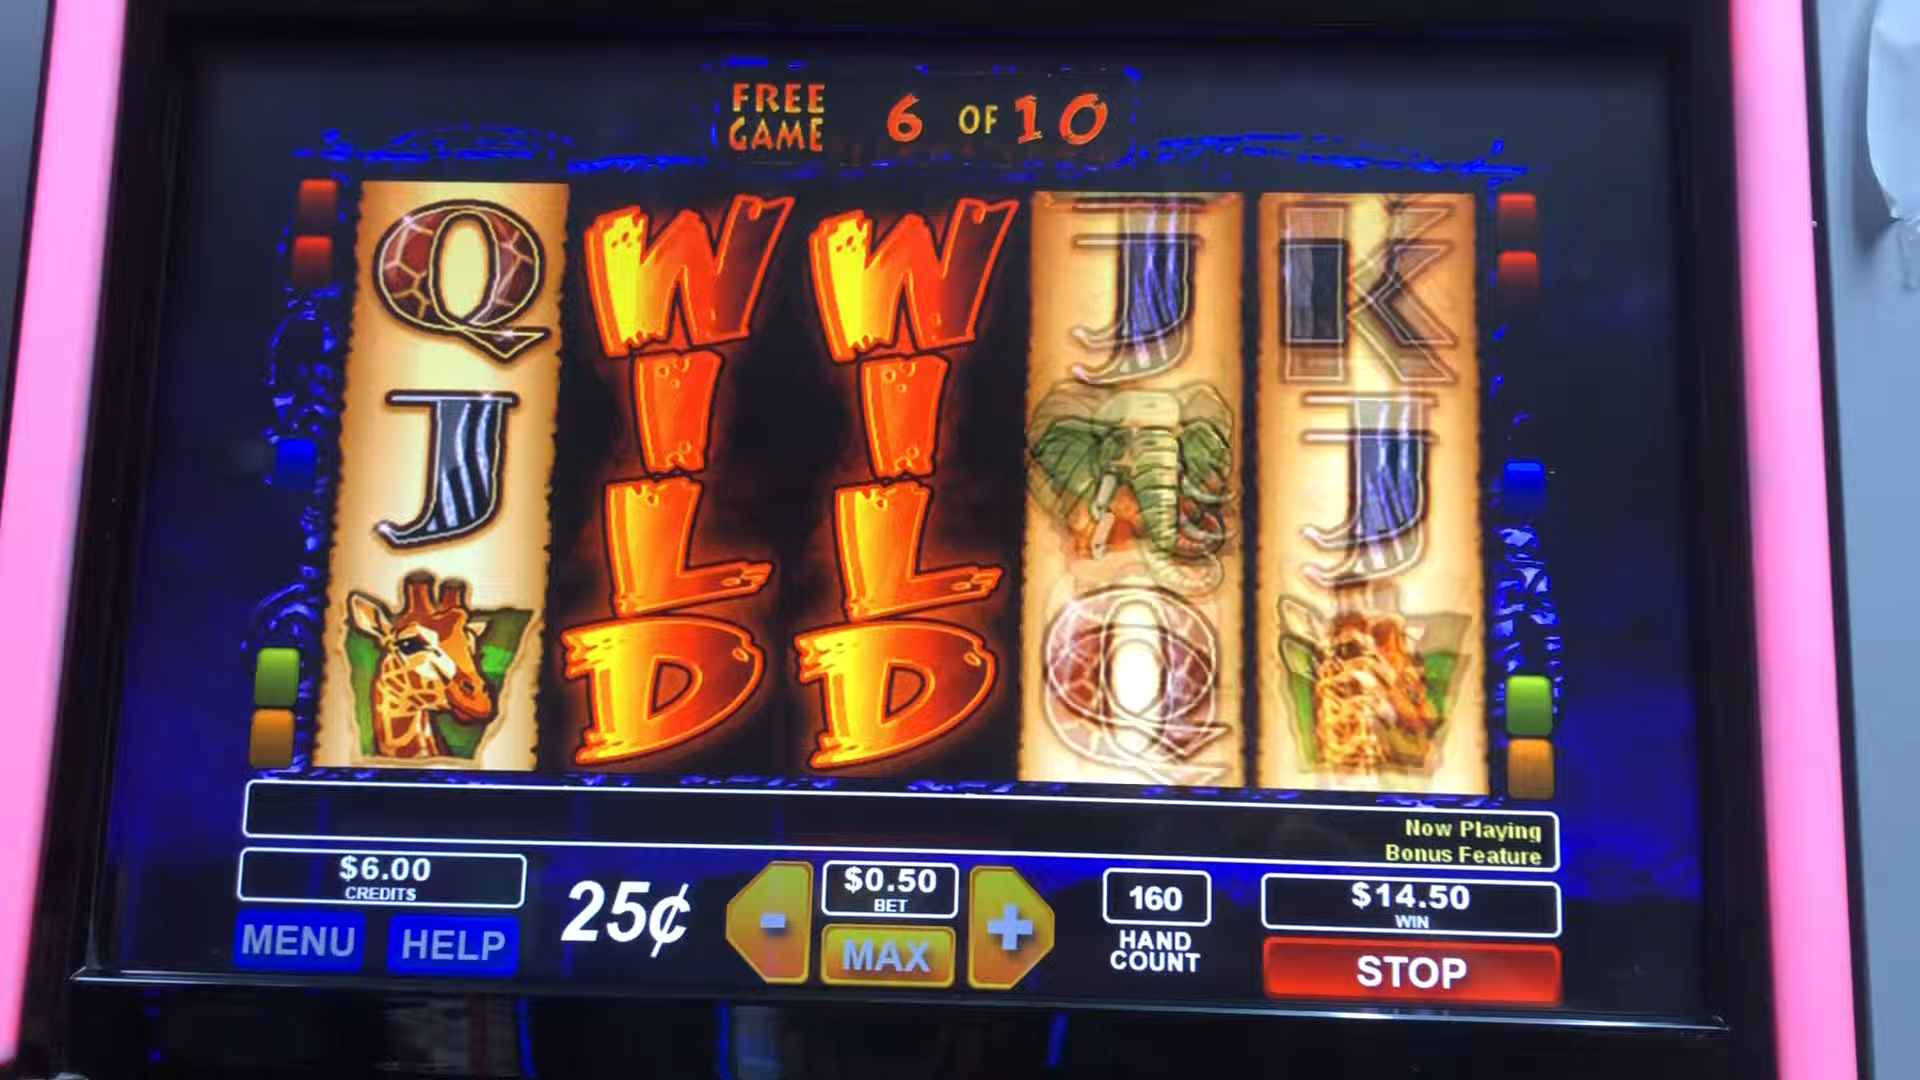 FREE GAME 6 OF 10
Q W W J K
J I I J
L L
D D Q
Now Playing
Bonus Feature
$6.00
CREDITS
MENU HELP
25¢
-
$0.50
BET
MAX
+
160
HAND
COUNT
$14.50
WIN
STOP